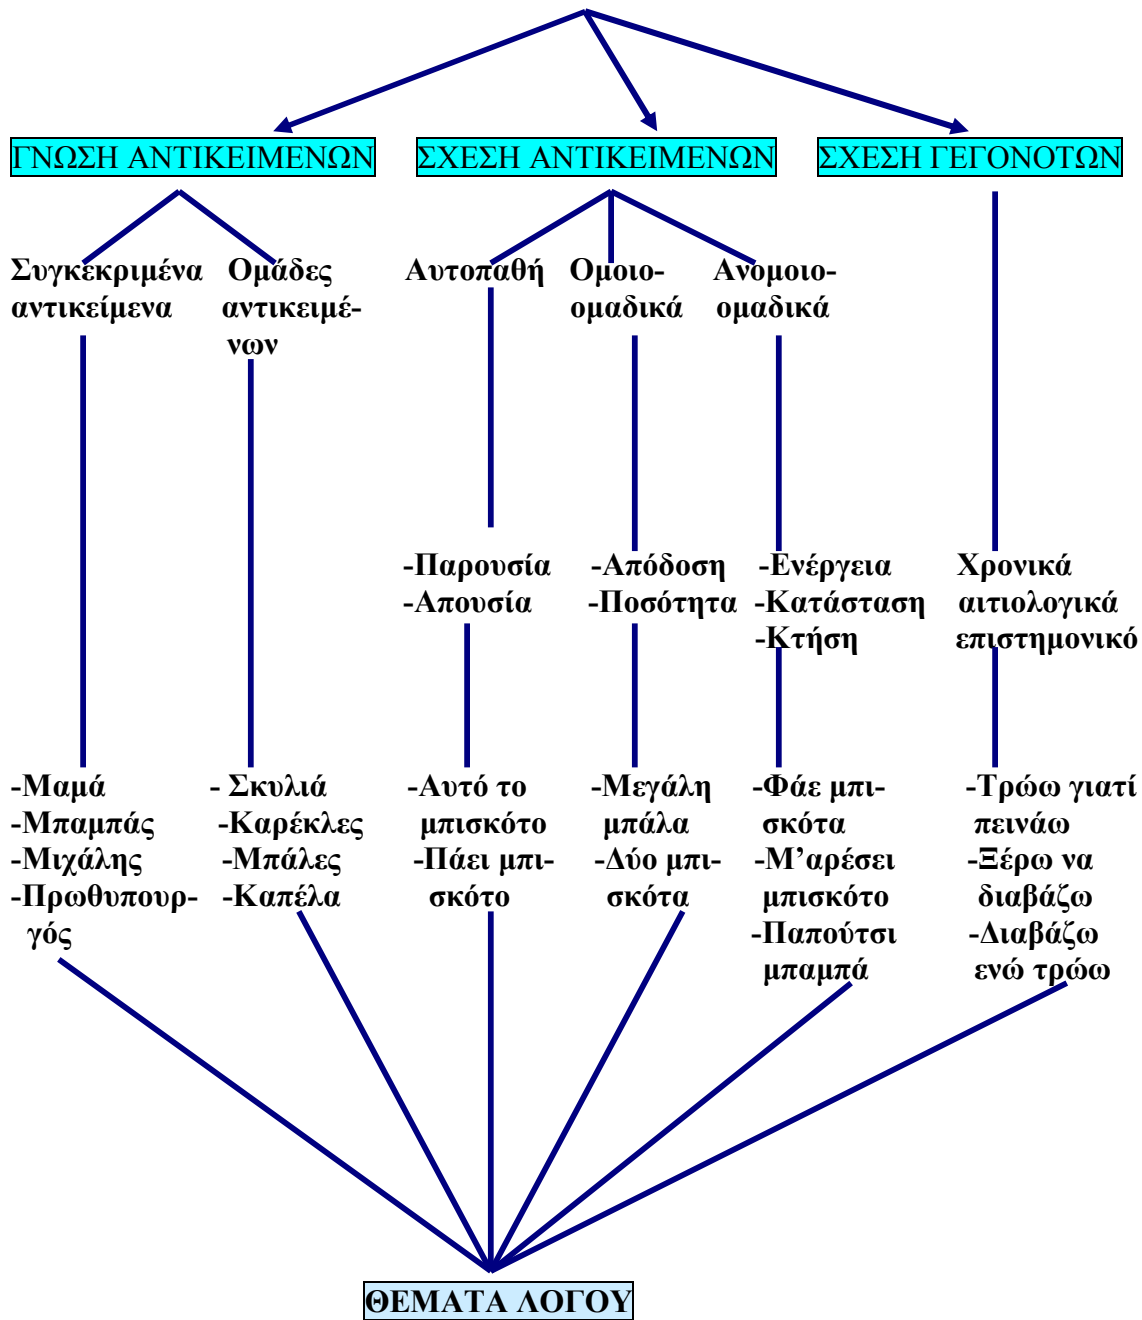 ΓΝΩΣΗ ΑΝΤΙΚΕΙΜΕΝΩΝ
ΣΧΕΣΗ ΑΝΤΙΚΕΙΜΕΝΩΝ
ΣΧΕΣΗ ΓΕΓΟΝΟΤΩΝ
Συγκεκριμένα
αντικείμενα
Ομάδες
αντικειμέ-
νων
Αυτοπαθή
Ομοιο-
ομαδικά
Ανομοιο-
ομαδικά
-Παρουσία
-Απουσία
-Απόδοση
-Ποσότητα
-Ενέργεια
-Κατάσταση
-Κτήση
Χρονικά
αιτιολογικά
επιστημονικό
-Μαμά
-Μπαμπάς
-Μιχάλης
-Πρωθυπουρ-
γός
- Σκυλιά
-Καρέκλες
-Μπάλες
-Καπέλα
-Αυτό το
μπισκότο
-Πάει μπι-
σκότο
-Μεγάλη
μπάλα
-Δύο μπι-
σκότα
-Φάε μπι-
σκότα
-Μ’αρέσει
μπισκότο
-Παπούτσι
μπαμπά
-Τρώω γιατί
πεινάω
-Ξέρω να
διαβάζω
-Διαβάζω
ενώ τρώω
ΘΕΜΑΤΑ ΛΟΓΟΥ